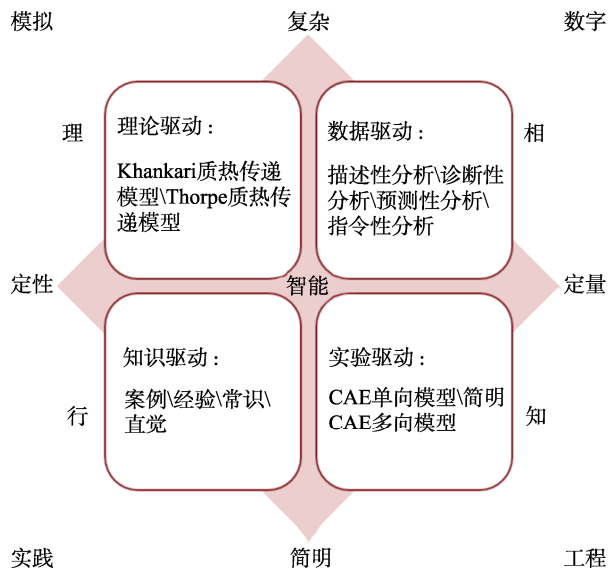 模拟
复杂
数字
理
理论驱动：
Khankari质热传递
模型\Thorpe质热传
递模型
数据驱动：
描述性分析\诊断性
分析\预测性分析\
指令性分析
相
定性
智能
定量
行
知识驱动：
案例\经验\常识\
直觉
实验驱动：
CAE单向模型\简明
CAE多向模型
知
实践
简明
工程